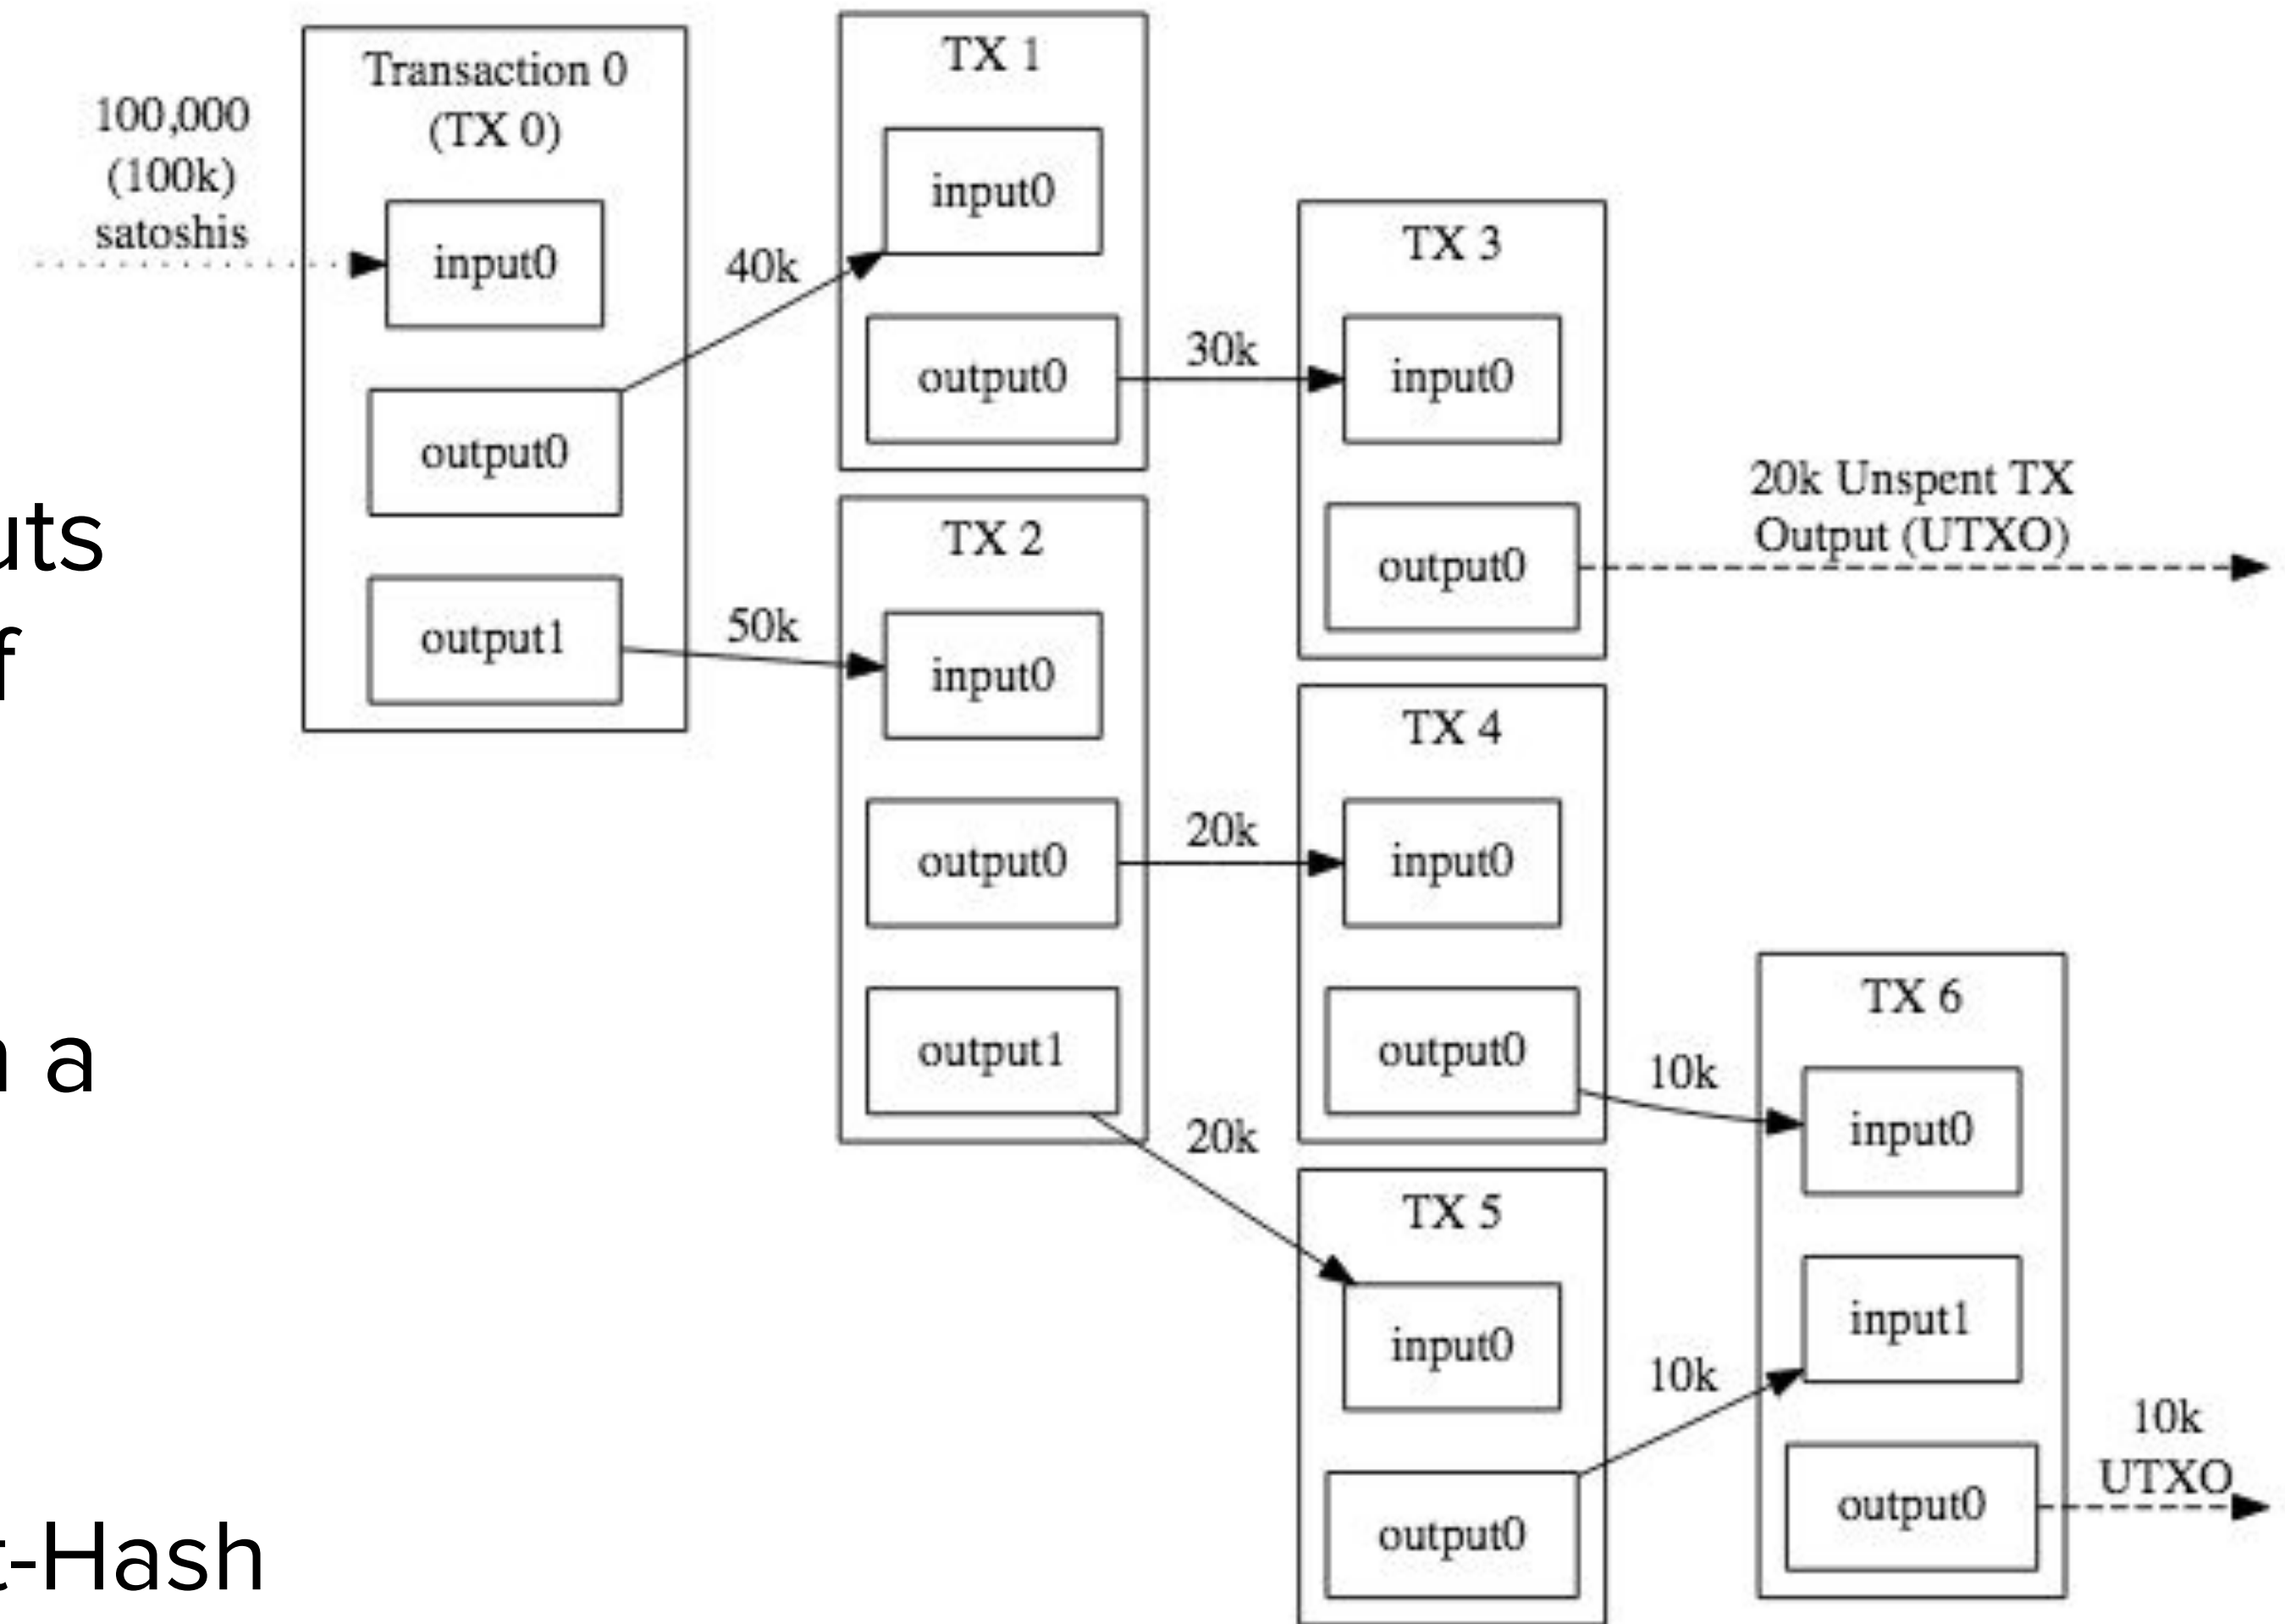 uts
f
n a
t-Hash
100,000
(100k)
satoshis
Transaction 0
(TX 0)
input0
output0
output1
40k
50k
TX 1
input0
output0
30k
TX 2
input0
output0
output1
20k
20k
TX 3
input0
output0
20k Unspent TX
Output (UTXO)
TX 4
input0
output0
10k
TX 5
input0
output0
10k
TX 6
input0
input1
output0
10k
UTXO